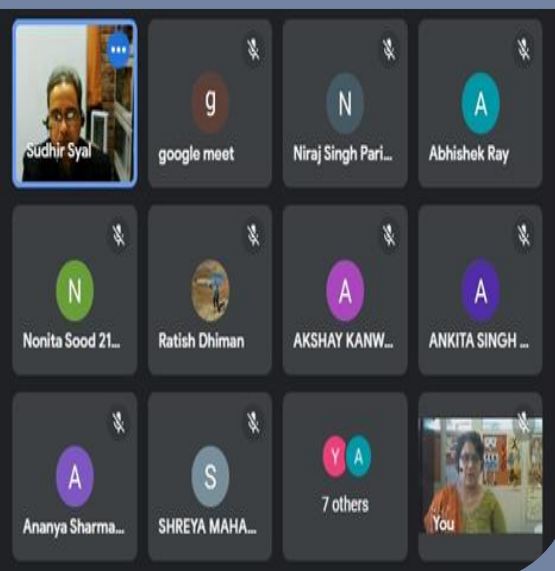 Sudhir Syal
g
google meet
N
Niraj Singh Pari...
A
Abhishek Ray
N
Nonita Sood 21...
Ratish Dhiman
A
AKSHAY KANW...
A
ANKITA SINGH ...
A
Ananya Sharma...
S
SHREYA MAHA...
Y A
7 others
You